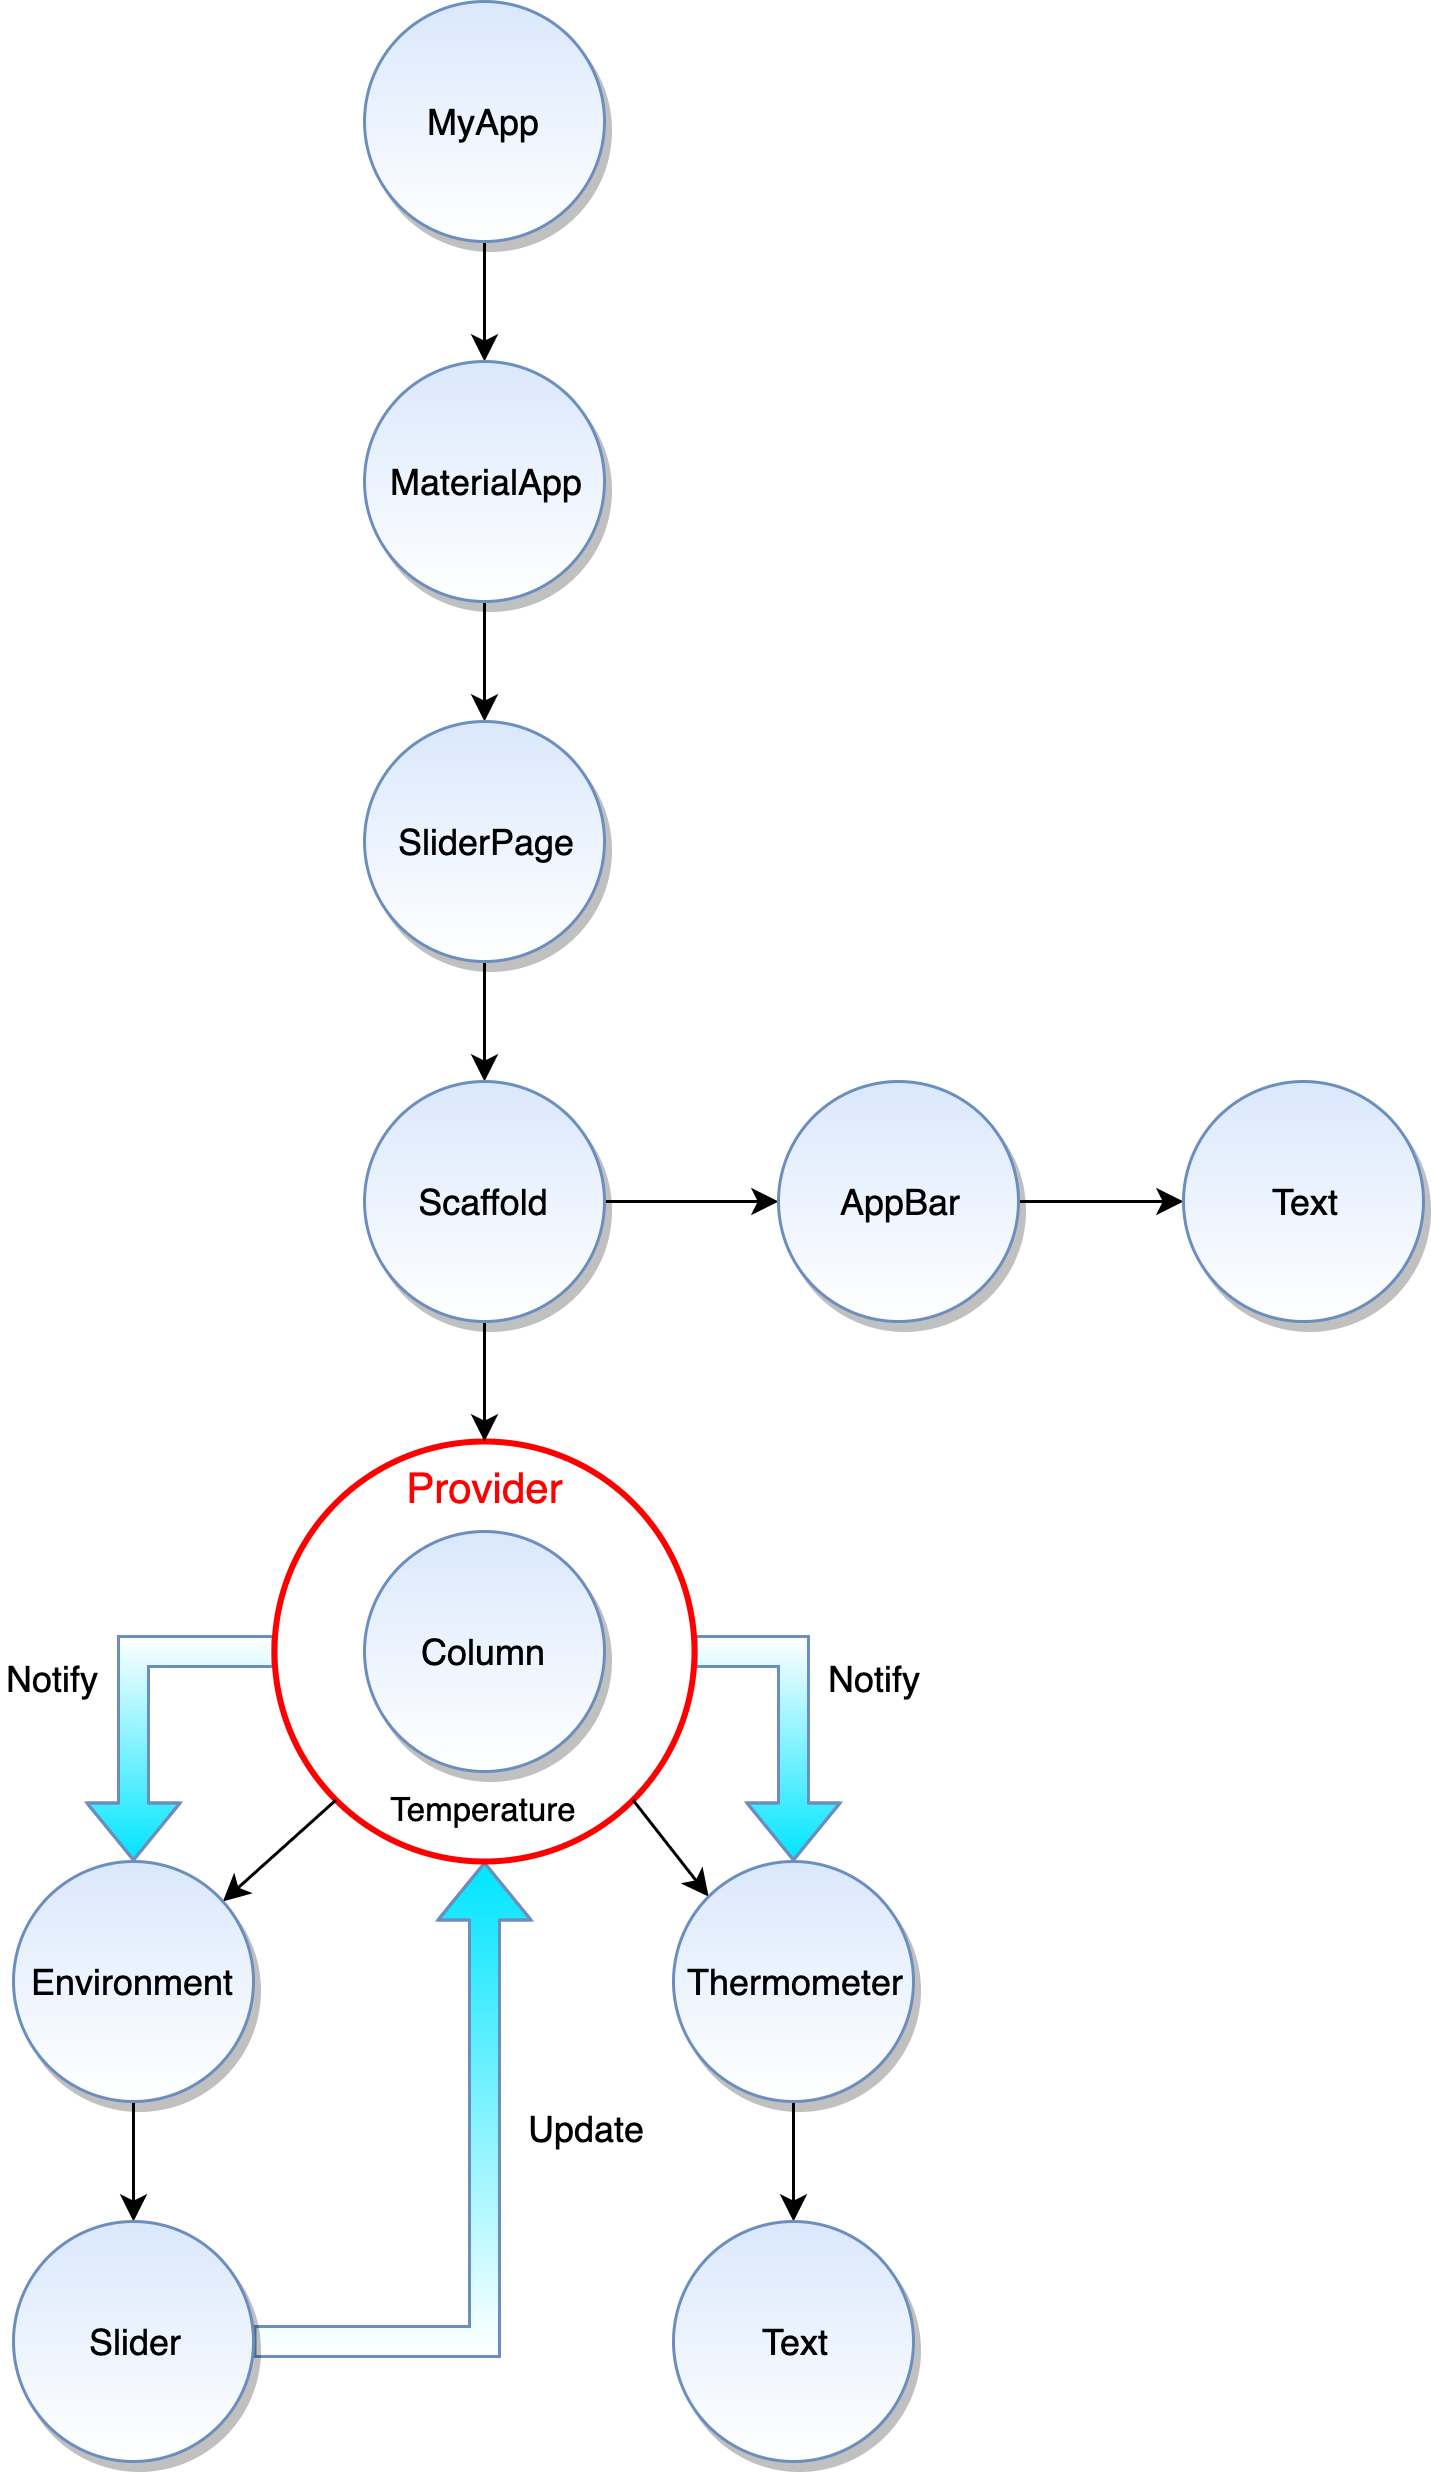 MyApp
MaterialApp
SliderPage
Scaffold
AppBar
Text
Provider
Column
Notify
Notify
Temperature
Environment
Thermometer
Update
Slider
Text